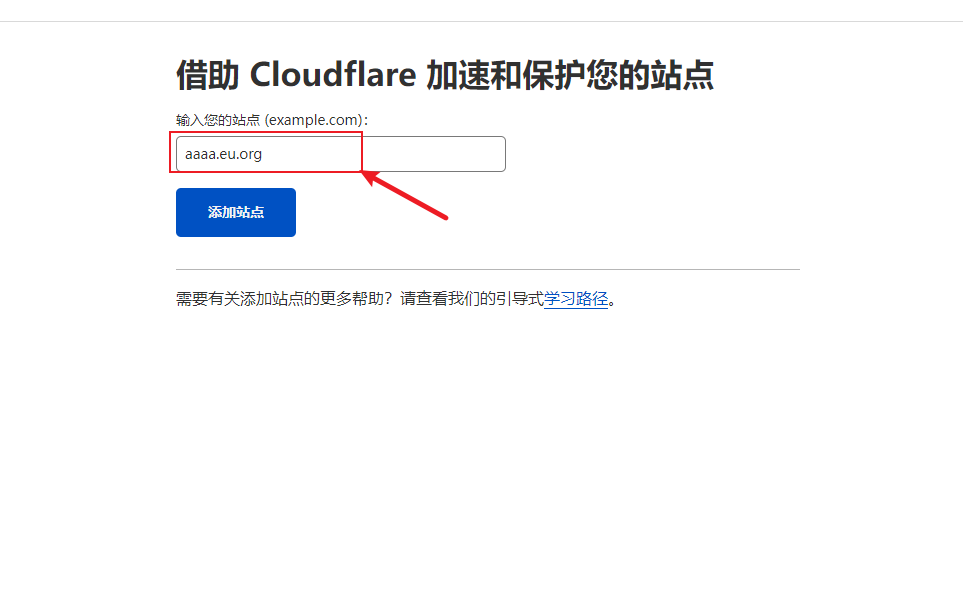 借助 Cloudflare 加速和保护您的站点
输入您的站点 (example.com)：
aaaa.eu.org
添加站点
需要有关添加站点的更多帮助？请查看我们的引导式学习路径。